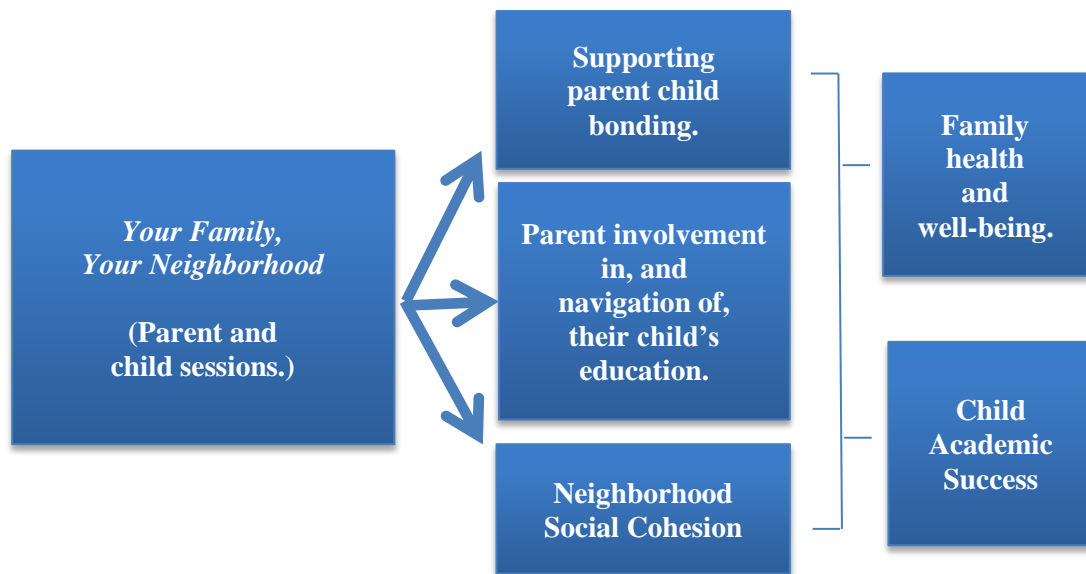 Your Family,
Your Neighborhood
(Parent and
child sessions.)
Supporting
parent child
bonding.
Parent involvement
in, and
navigation of,
their child’s
education.
Neighborhood
Social Cohesion
Family
health
and
well-being.
Child
Academic
Success